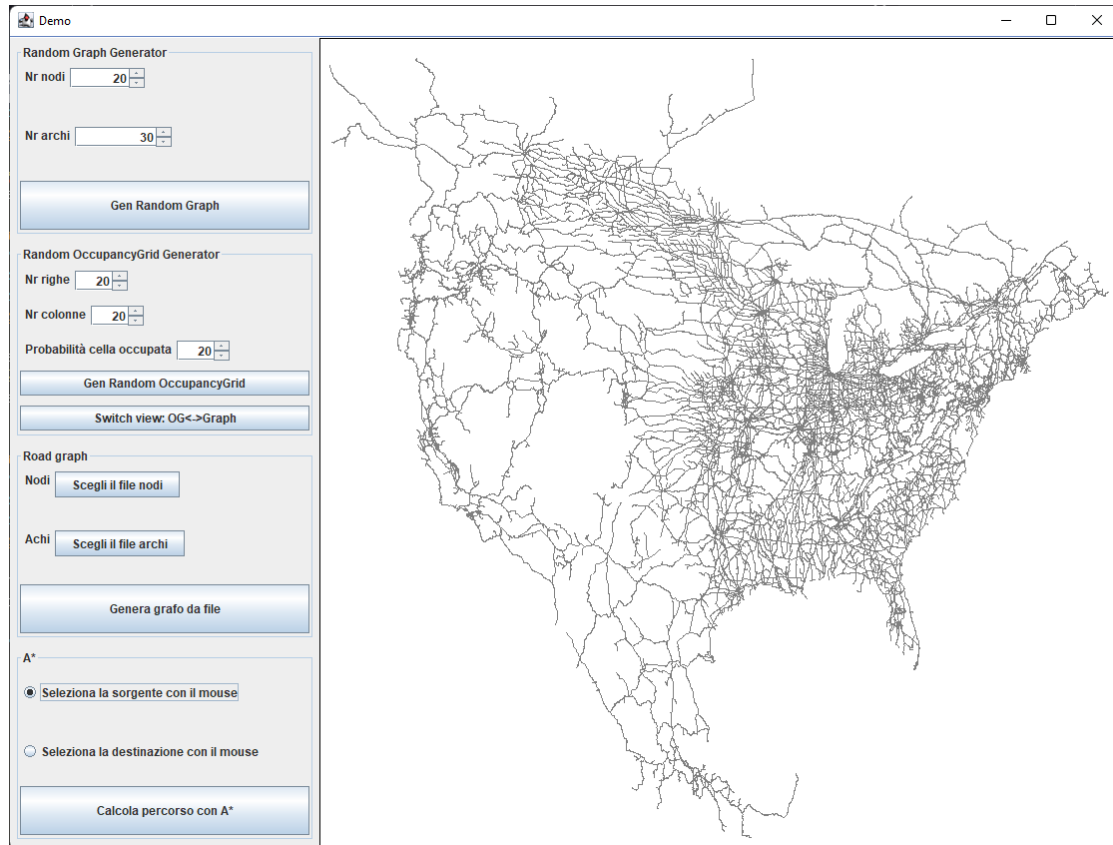 Demo
Random Graph Generator
Nr nodi 20
Nr archi 30
Gen Random Graph
Random OccupancyGrid Generator
Nr righe 20
Nr colonne 20
Probabilità cella occupata 20
Gen Random OccupancyGrid
Switch view: OG<->Graph
Road graph
Nodi Scegli il file nodi
Achi Scegli il file archi
Genera grafo da file
A*
Seleziona la sorgente con il mouse
Seleziona la destinazione con il mouse
Calcola percorso con A*